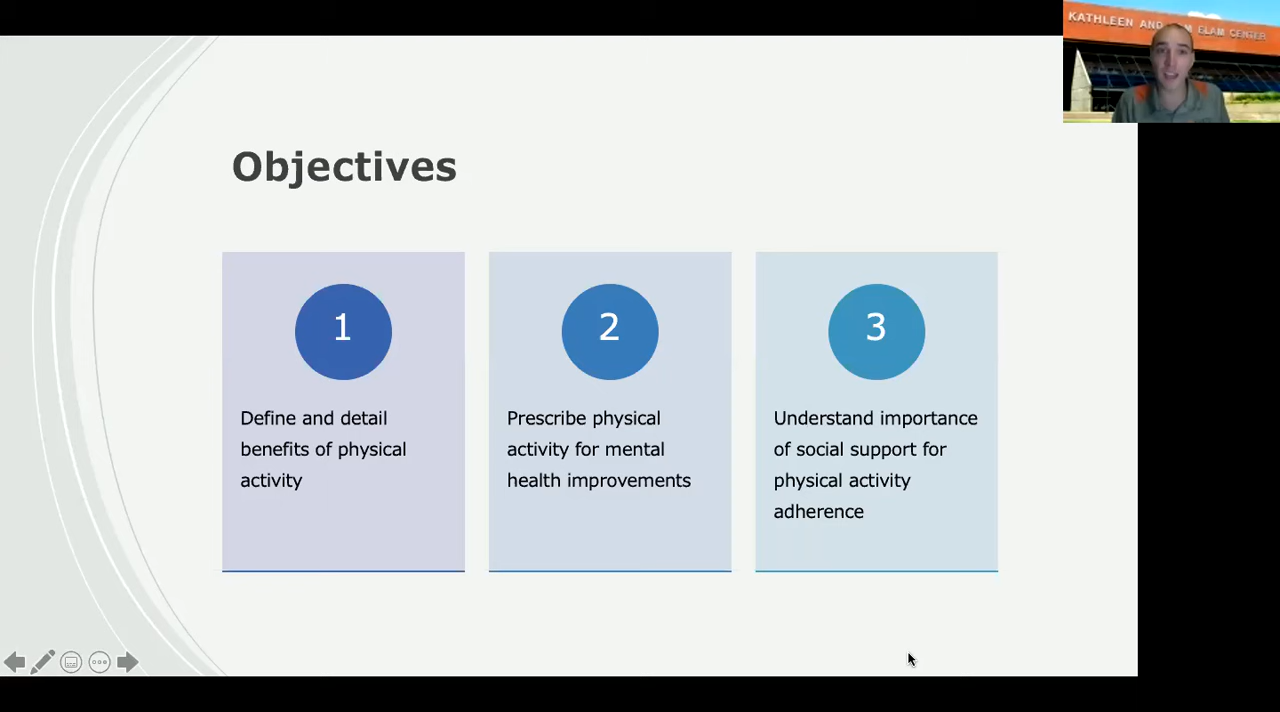 KATHLEEN AND
ELAM CENTER
Objectives
1
Define and detail
benefits of physical
activity
2
Prescribe physical
activity for mental
health improvements
3
Understand importance
of social support for
physical activity
adherence